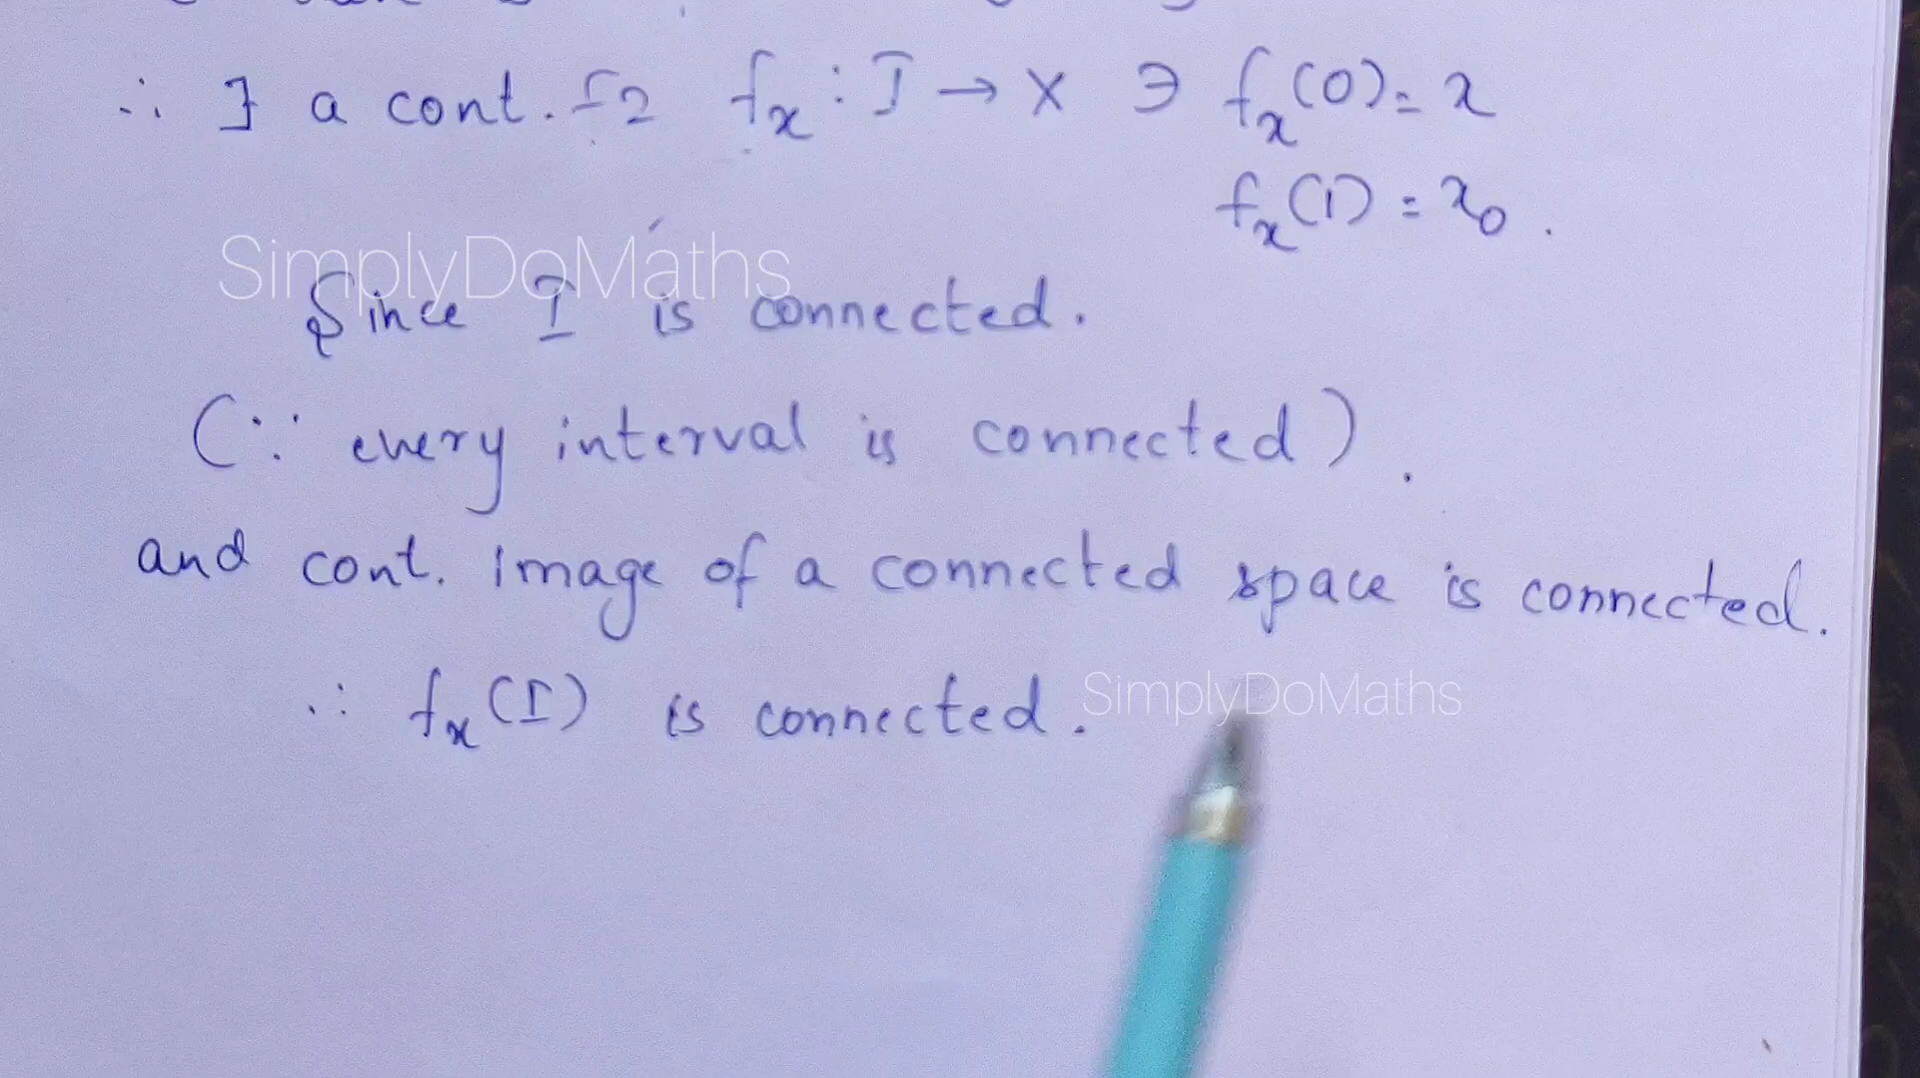 ∴ ∃ a cont. fn fx : I → X ∋ fx(0) = x
fx(1) = x0 .
SimplyDoMaths
Since I is connected.
(∵ every interval is connected).
and cont. image of a connected space is connected.
∴ fx(I) is connected.
SimplyDoMaths